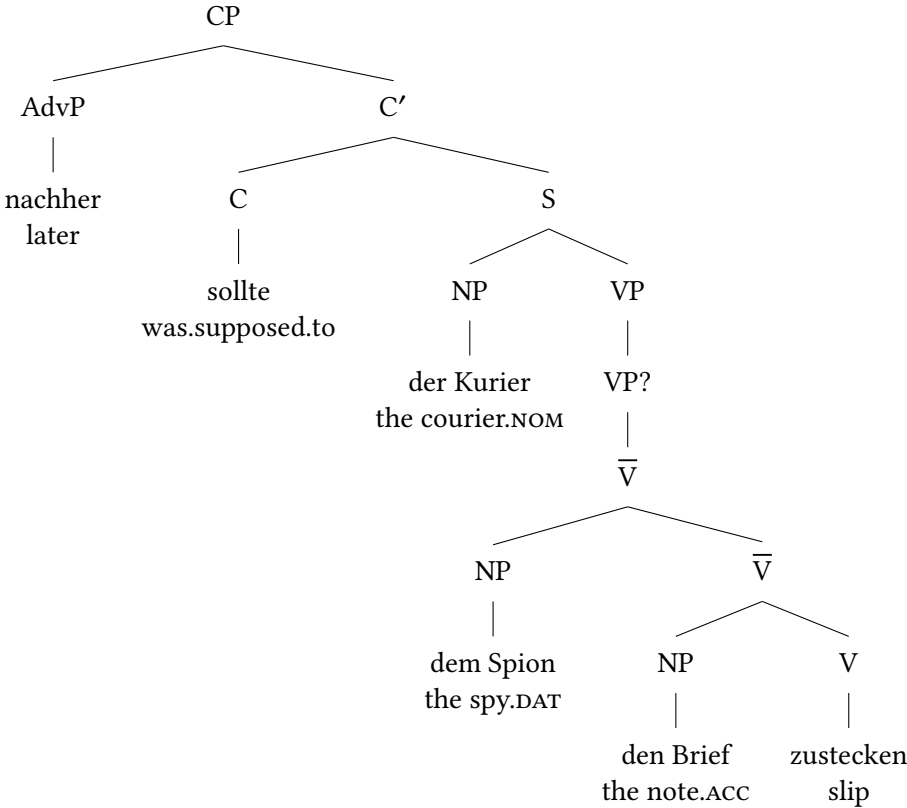 CP
AdvP C′
nachher C S
later
sollte NP VP
was.supposed.to
der Kurier VP?
the courier.NOM
V̅
NP V̅
dem Spion NP V
the spy.DAT
den Brief zustecken
the note.ACC slip